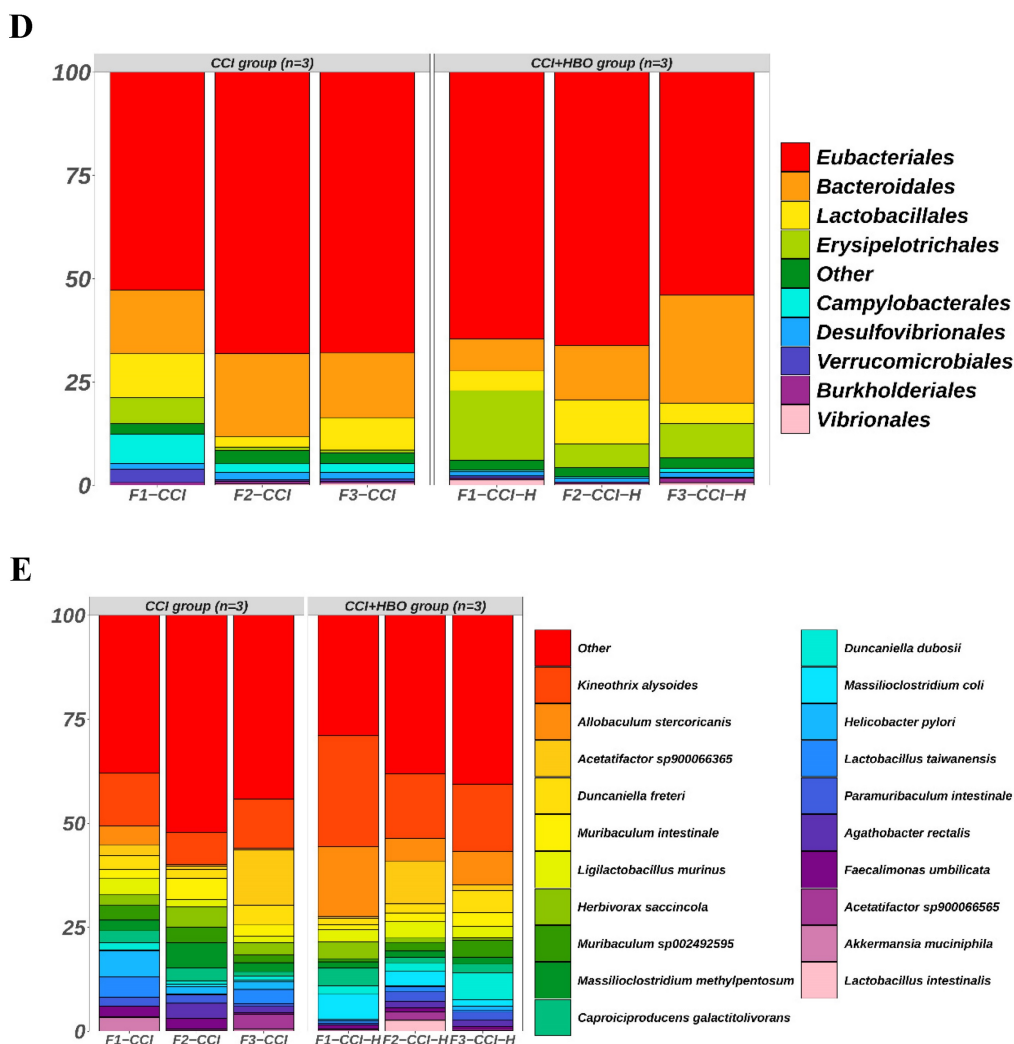 D
CCI group (n=3)
CCI+HBO group (n=3)
100
75
50
25
0
F1−CCI
F2−CCI
F3−CCI
F1−CCI−H
F2−CCI−H
F3−CCI−H
Eubacteriales
Bacteroidales
Lactobacillales
Erysipelotrichales
Other
Campylobacterales
Desulfovibrionales
Verrucomicrobiales
Burkholderiales
Vibrionales
E
CCI group (n=3)
CCI+HBO group (n=3)
100
75
50
25
0
F1−CCI
F2−CCI
F3−CCI
F1−CCI−H
F2−CCI−H
F3−CCI−H
Other
Kineothrix alysoides
Allobaculum stercoricanis
Acetatifactor sp900066365
Duncaniella freteri
Muribaculum intestinale
Ligilactobacillus murinus
Herbivorax saccincola
Muribaculum sp002492595
Massilioclostridium methylpentosum
Caproiciproducens galactitolivorans
Duncaniella dubosii
Massilioclostridium coli
Helicobacter pylori
Lactobacillus taiwanensis
Paramuribaculum intestinale
Agathobacter rectalis
Faecalimonas umbilicata
Acetatifactor sp900066565
Akkermansia muciniphila
Lactobacillus intestinalis